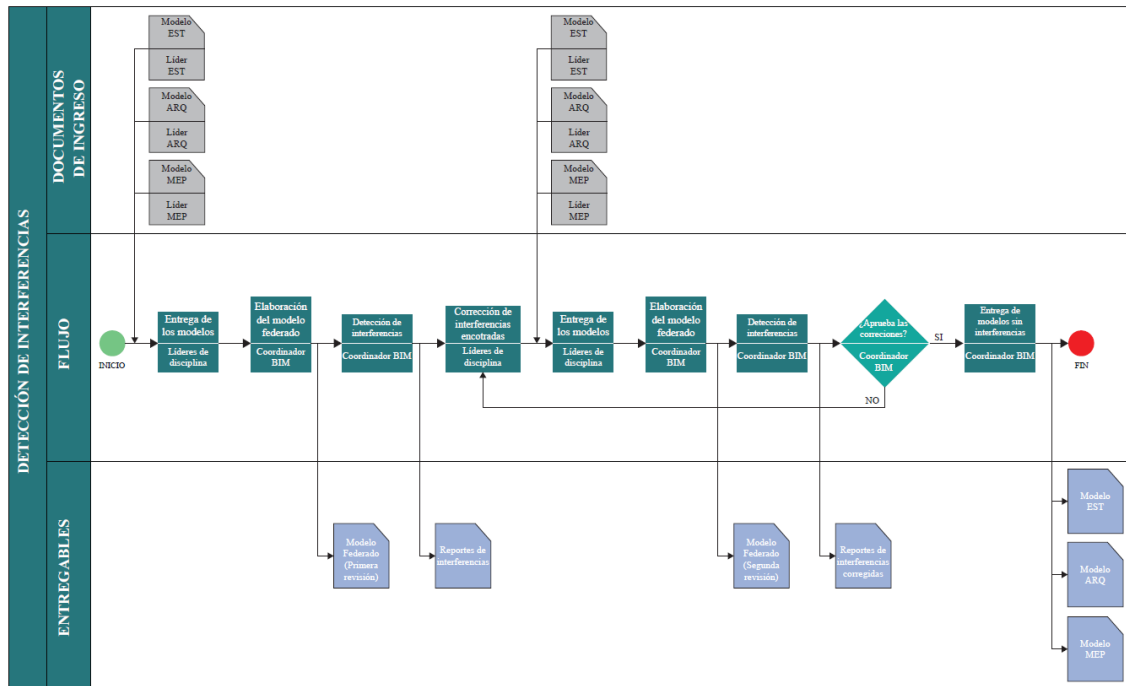 DETECCIÓN DE INTERFERENCIAS
DOCUMENTOS
DE INGRESO
Modelo
EST
Líder
EST
Modelo
ARQ
Líder
ARQ
Modelo
MEP
Líder
MEP
Modelo
EST
Líder
EST
Modelo
ARQ
Líder
ARQ
Modelo
MEP
Líder
MEP
FLUJO
INICIO
Entrega de
los modelos
Líderes de
disciplina
Elaboración
del modelo
federado
Coordinador
BIM
Detección de
interferencias
Coordinador BIM
Corrección de
interferencias
encotradas
Líderes de
disciplina
Entrega de
los modelos
Líderes de
disciplina
Elaboración
del modelo
federado
Coordinador
BIM
Detección de
interferencias
Coordinador BIM
¿Aprueba las
correciones?
Coordinador
BIM
SI
NO
Entrega de
modelos sin
interferencias
Coordinador BIM
FIN
ENTREGABLES
Modelo
Federado
(Primera
revisión)
Reportes de
interferencias
Modelo
Federado
(Segunda
revisión)
Reportes de
interferencias
corregidas
Modelo
EST
Modelo
ARQ
Modelo
MEP